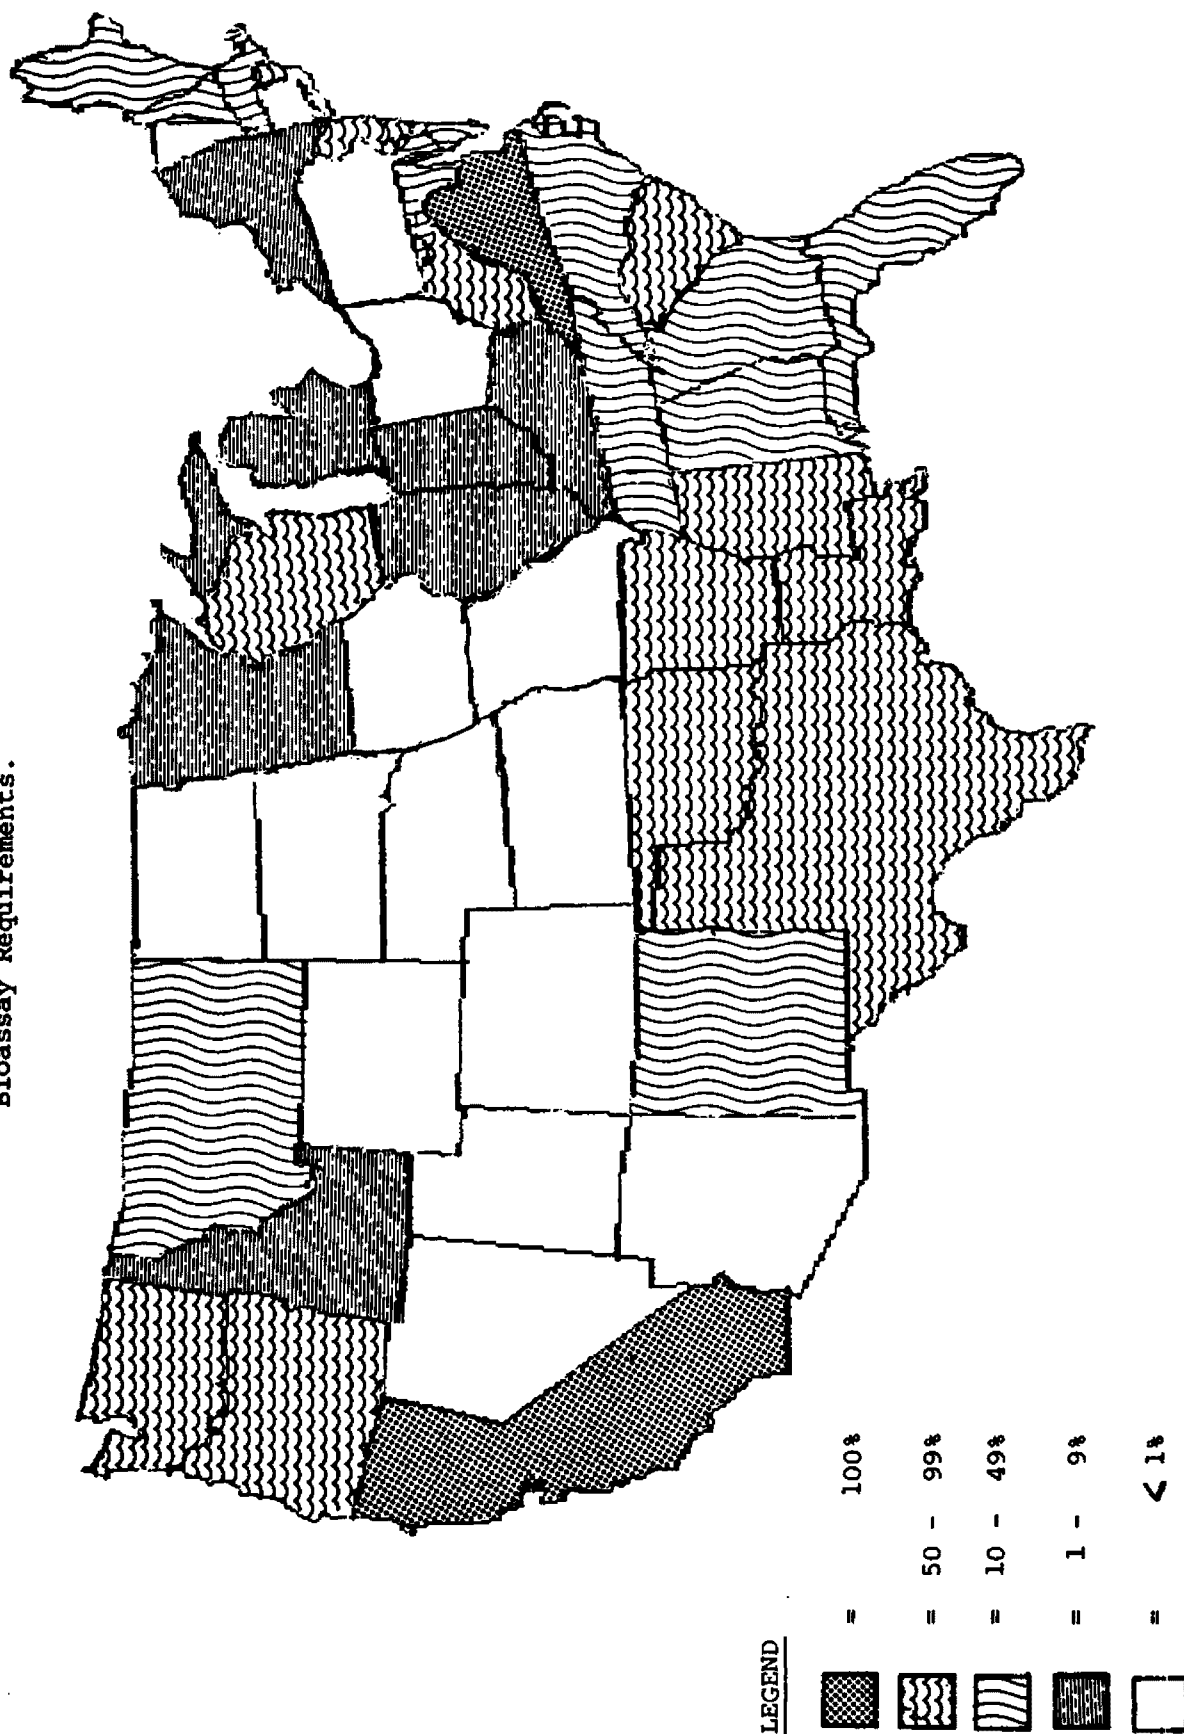 Bioassay Requirements.
LEGEND
= 100%
= 50 - 99%
= 10 - 49%
= 1 - 9%
= < 1%